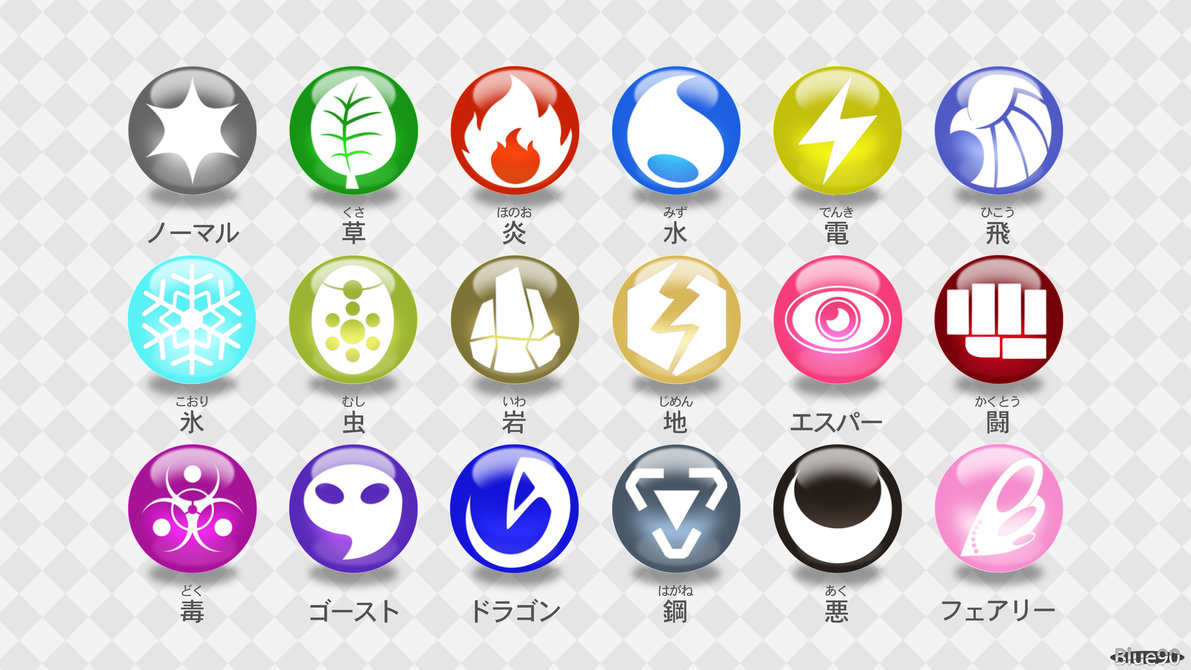 くさ ほのお みず でんき ひこう
ノーマル 草 炎 水 電 飛
こおり むし いわ じめん かくとう
氷 虫 岩 地 エスパー 闘
どく はがね あく
毒 ゴースト ドラゴン 鋼 悪 フェアリー
Blue90